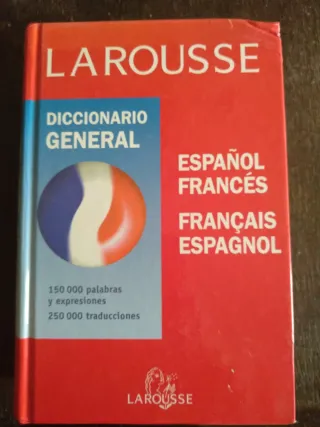 LAROUSSE
DICCIONARIO
GENERAL
ESPAÑOL
FRANCÉS
FRANÇAIS
ESPAGNOL
150 000 palabras
y expresiones
250 000 traducciones
LAROUSSE